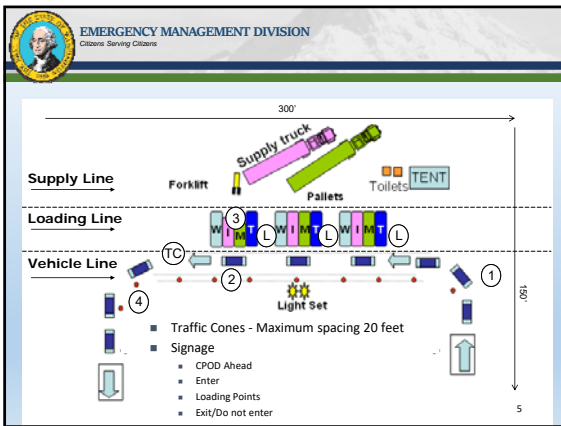 EMERGENCY MANAGEMENT DIVISION
Citizens Serving Citizens
300'
Supply truck
Supply Line
Forklift
Pallets
Toilets
TENT
Loading Line
W I M T
3
L
W I M T
L
W I M T
L
Vehicle Line
TC
2
1
4
150'
Light Set
Traffic Cones - Maximum spacing 20 feet
Signage
CPOD Ahead
Enter
Loading Points
Exit/Do not enter
5